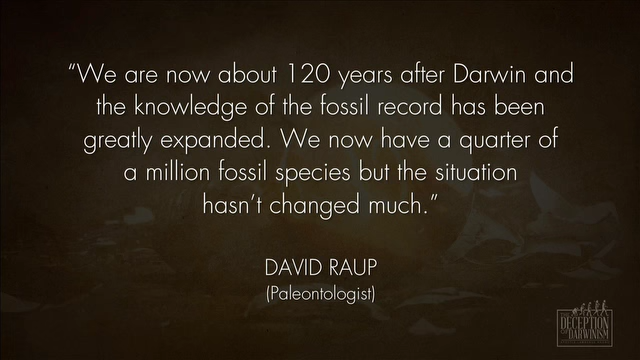 “We are now about 120 years after Darwin and
the knowledge of the fossil record has been
greatly expanded. We now have a quarter of
a million fossil species but the situation
hasn’t changed much.”
DAVID RAUP
(Paleontologist)
DECEPTION
DARWINISM